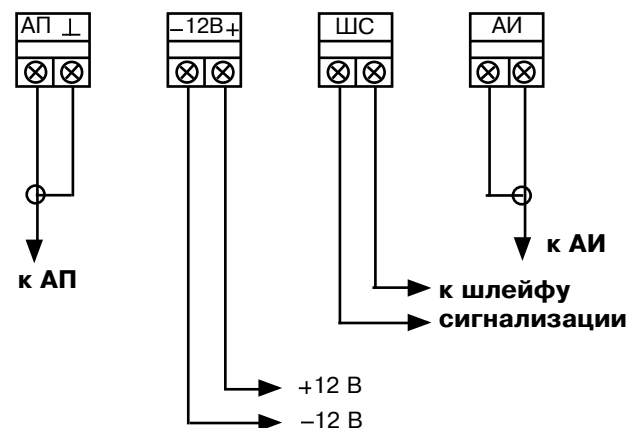 АП ⊥
–12В+
ШС
АИ
к АП
к АИ
к шлейфу
сигнализации
+12 В
–12 В